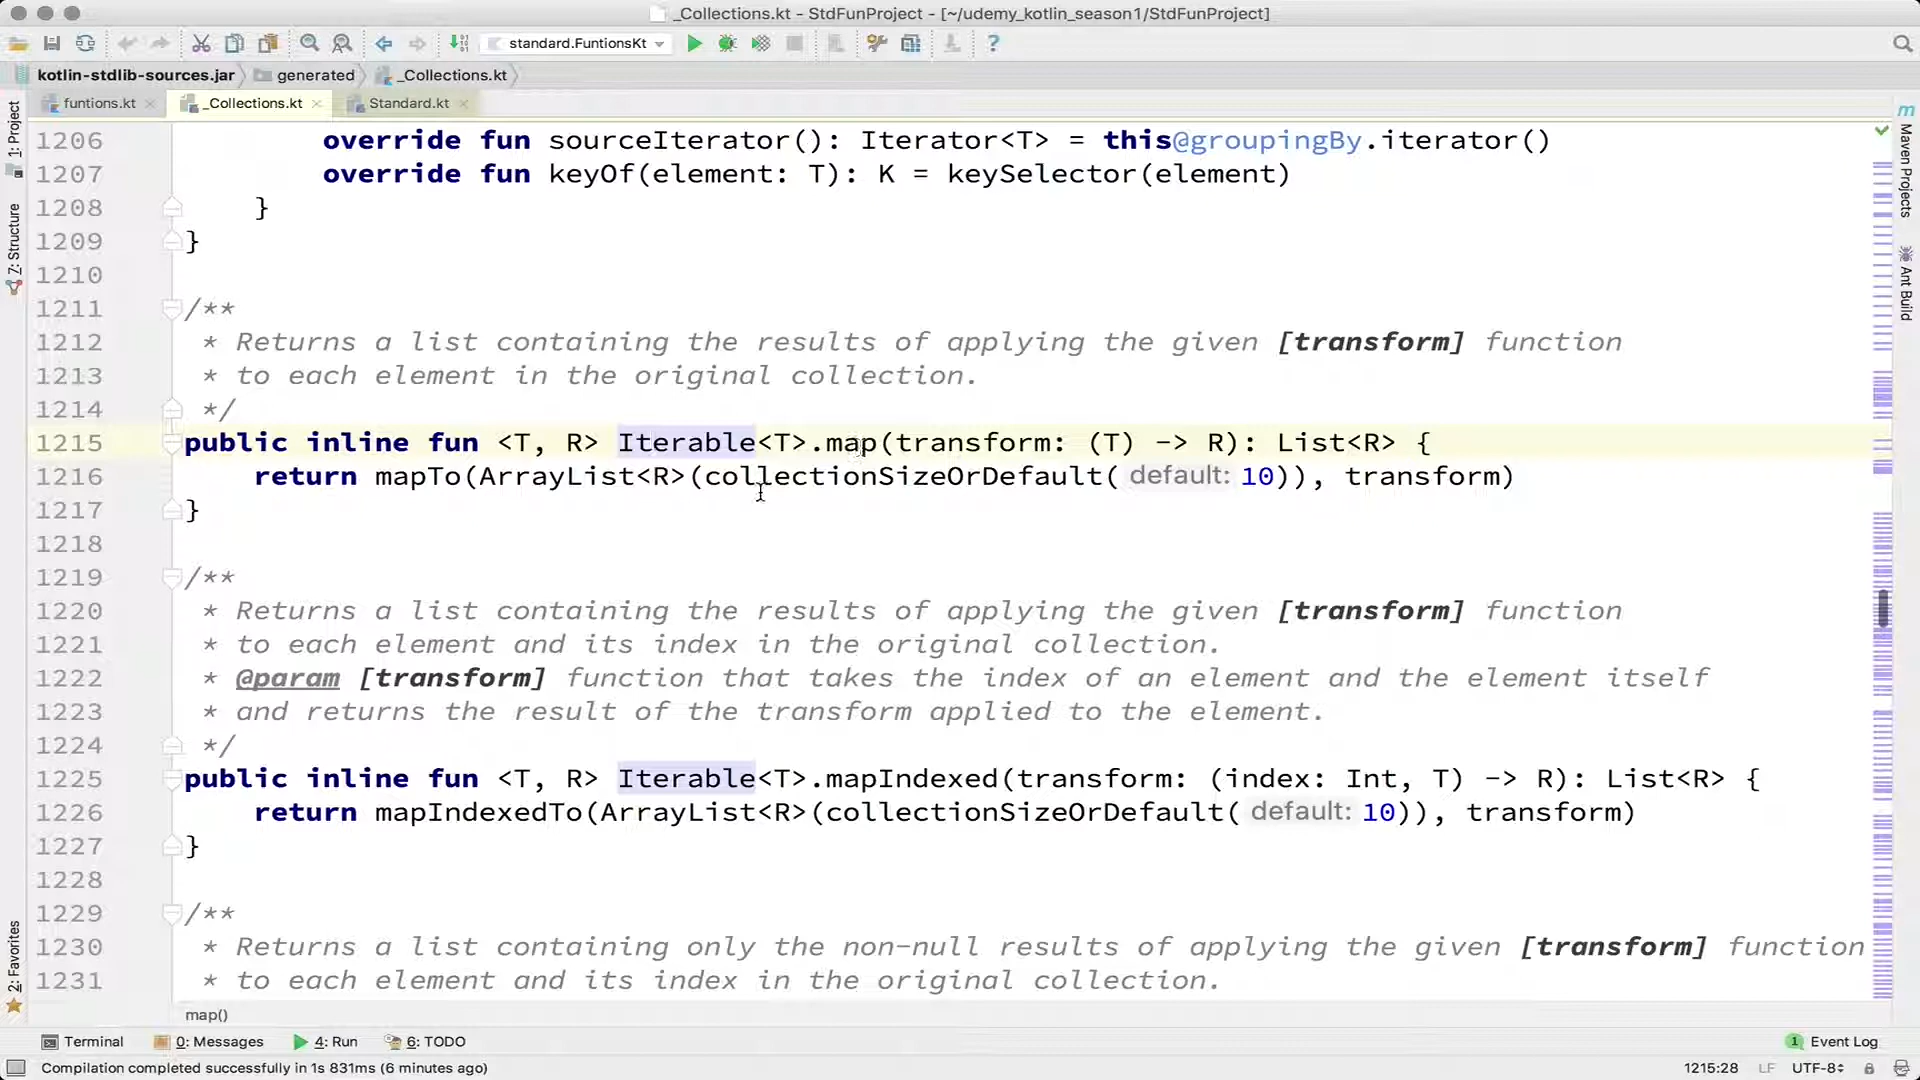 _Collections.kt - StdFunProject - [~/udemy_kotlin_season1/StdFunProject]
standard.FuntionsKt
kotlin-stdlib-sources.jar generated _Collections.kt
funtions.kt _Collections.kt Standard.kt
1: Project
7: Structure
2: Favorites
Maven Projects
Ant Build
1206 override fun sourceIterator(): Iterator<T> = this@groupingBy.iterator()
1207 override fun keyOf(element: T): K = keySelector(element)
1208 }
1209 }
1210
1211 /**
1212 * Returns a list containing the results of applying the given [transform] function
1213 * to each element in the original collection.
1214 */
1215 public inline fun <T, R> Iterable<T>.map(transform: (T) -> R): List<R> {
1216 return mapTo(ArrayList<R>(collectionSizeOrDefault( default: 10)), transform)
1217 }
1218
1219 /**
1220 * Returns a list containing the results of applying the given [transform] function
1221 * to each element and its index in the original collection.
1222 * @param [transform] function that takes the index of an element and the element itself
1223 * and returns the result of the transform applied to the element.
1224 */
1225 public inline fun <T, R> Iterable<T>.mapIndexed(transform: (index: Int, T) -> R): List<R> {
1226 return mapIndexedTo(ArrayList<R>(collectionSizeOrDefault( default: 10)), transform)
1227 }
1228
1229 /**
1230 * Returns a list containing only the non-null results of applying the given [transform] function
1231 * to each element and its index in the original collection.
map()
Terminal 0: Messages 4: Run 6: TODO 1 Event Log
Compilation completed successfully in 1s 831ms (6 minutes ago) 1215:28 LF UTF-8